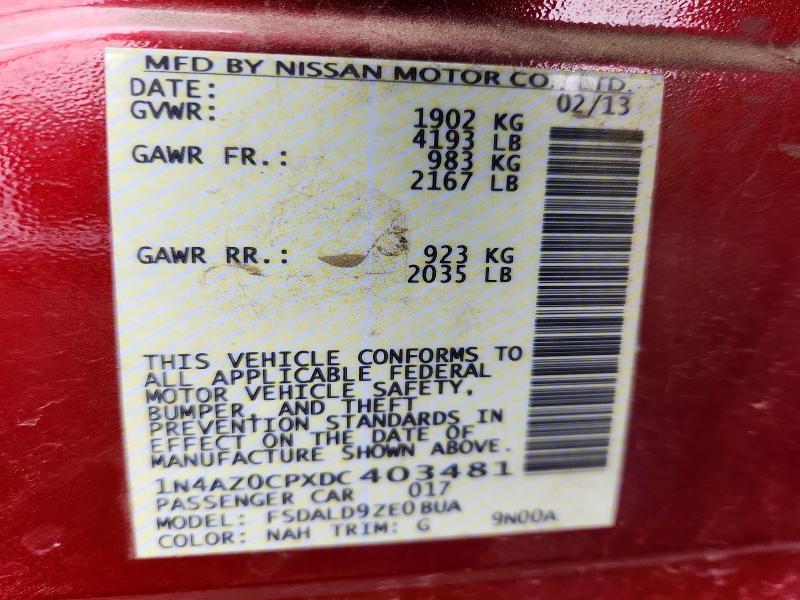 MFD BY NISSAN MOTOR CO., LTD.
DATE: 02/13
GVWR: 1902 KG
4193 LB
GAWR FR.: 983 KG
2167 LB
GAWR RR.: 923 KG
2035 LB
THIS VEHICLE CONFORMS TO
ALL APPLICABLE FEDERAL
MOTOR VEHICLE SAFETY,
BUMPER, AND THEFT
PREVENTION STANDARDS IN
EFFECT ON THE DATE OF
MANUFACTURE SHOWN ABOVE.
1N4AZ0CPXDC403481
PASSENGER CAR 017
MODEL: FSDALD9ZE0BUA
COLOR: NAH TRIM: G 9N00A